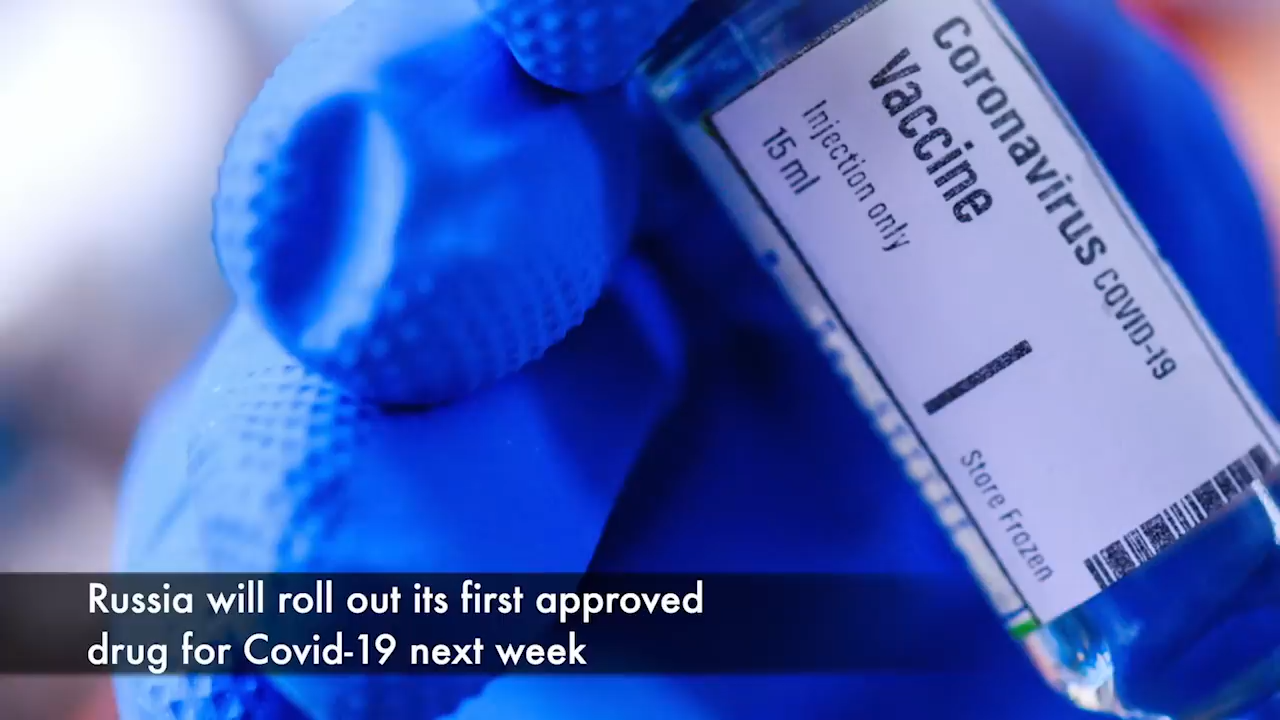 Coronavirus COVID-19
Vaccine
Injection only
15 ml
Store Frozen
Russia will roll out its first approved
drug for Covid-19 next week